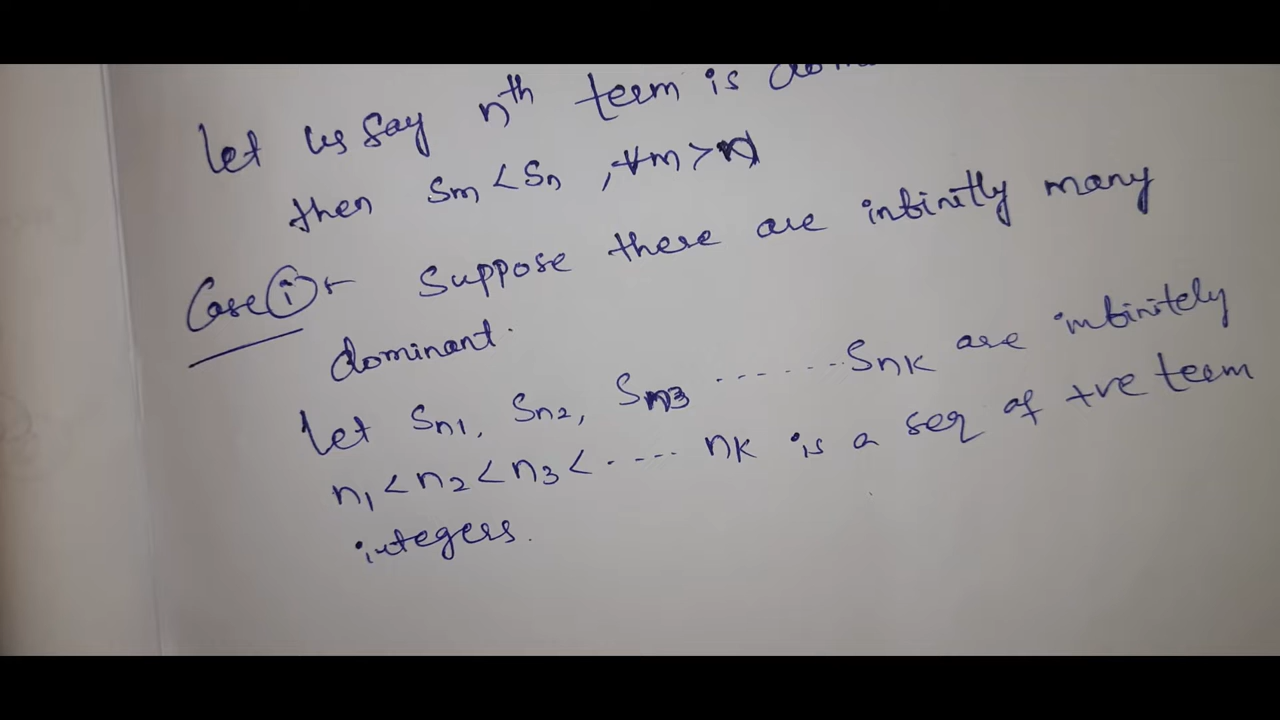 Let us say nth term is
then Sm < Sn , ∀m > n
Case (i) :- Suppose there are infinitly many
dominant.
Let Sn1, Sn2, Sn3 ........ SnK are infinitely
n1 < n2 < n3 < ..... nK is a seq of +ve term
integers.